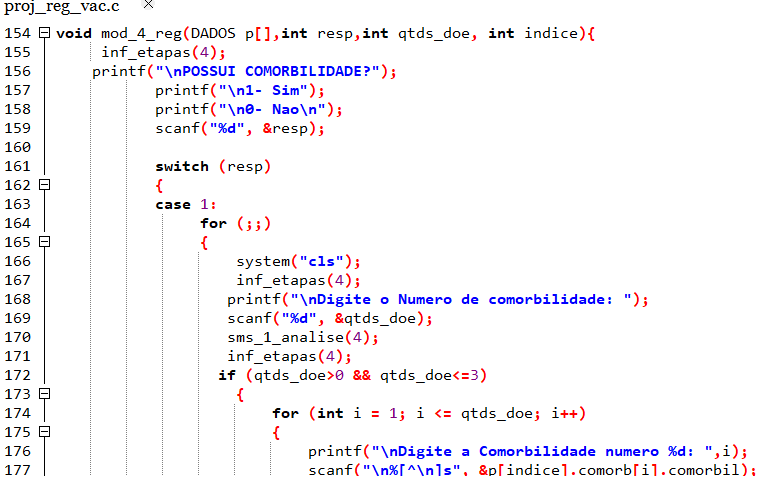 proj_reg_vac.c ×
154 void mod_4_reg(DADOS p[],int resp,int qtds_doe, int indice){
155 inf_etapas(4);
156 printf("\nPOSSUI COMORBILIDADE?");
157 printf("\n1- Sim");
158 printf("\n0- Nao\n");
159 scanf("%d", &resp);
160
161 switch (resp)
162 {
163 case 1:
164 for (;;)
165 {
166 system("cls");
167 inf_etapas(4);
168 printf("\nDigite o Numero de comorbilidade: ");
169 scanf("%d", &qtds_doe);
170 sms_1_analise(4);
171 inf_etapas(4);
172 if (qtds_doe>0 && qtds_doe<=3)
173 {
174 for (int i = 1; i <= qtds_doe; i++)
175 {
176 printf("\nDigite a Comorbilidade numero %d: ",i);
177 scanf("\n%[^\n]s", &p[indice].comorb[i].comorbil);